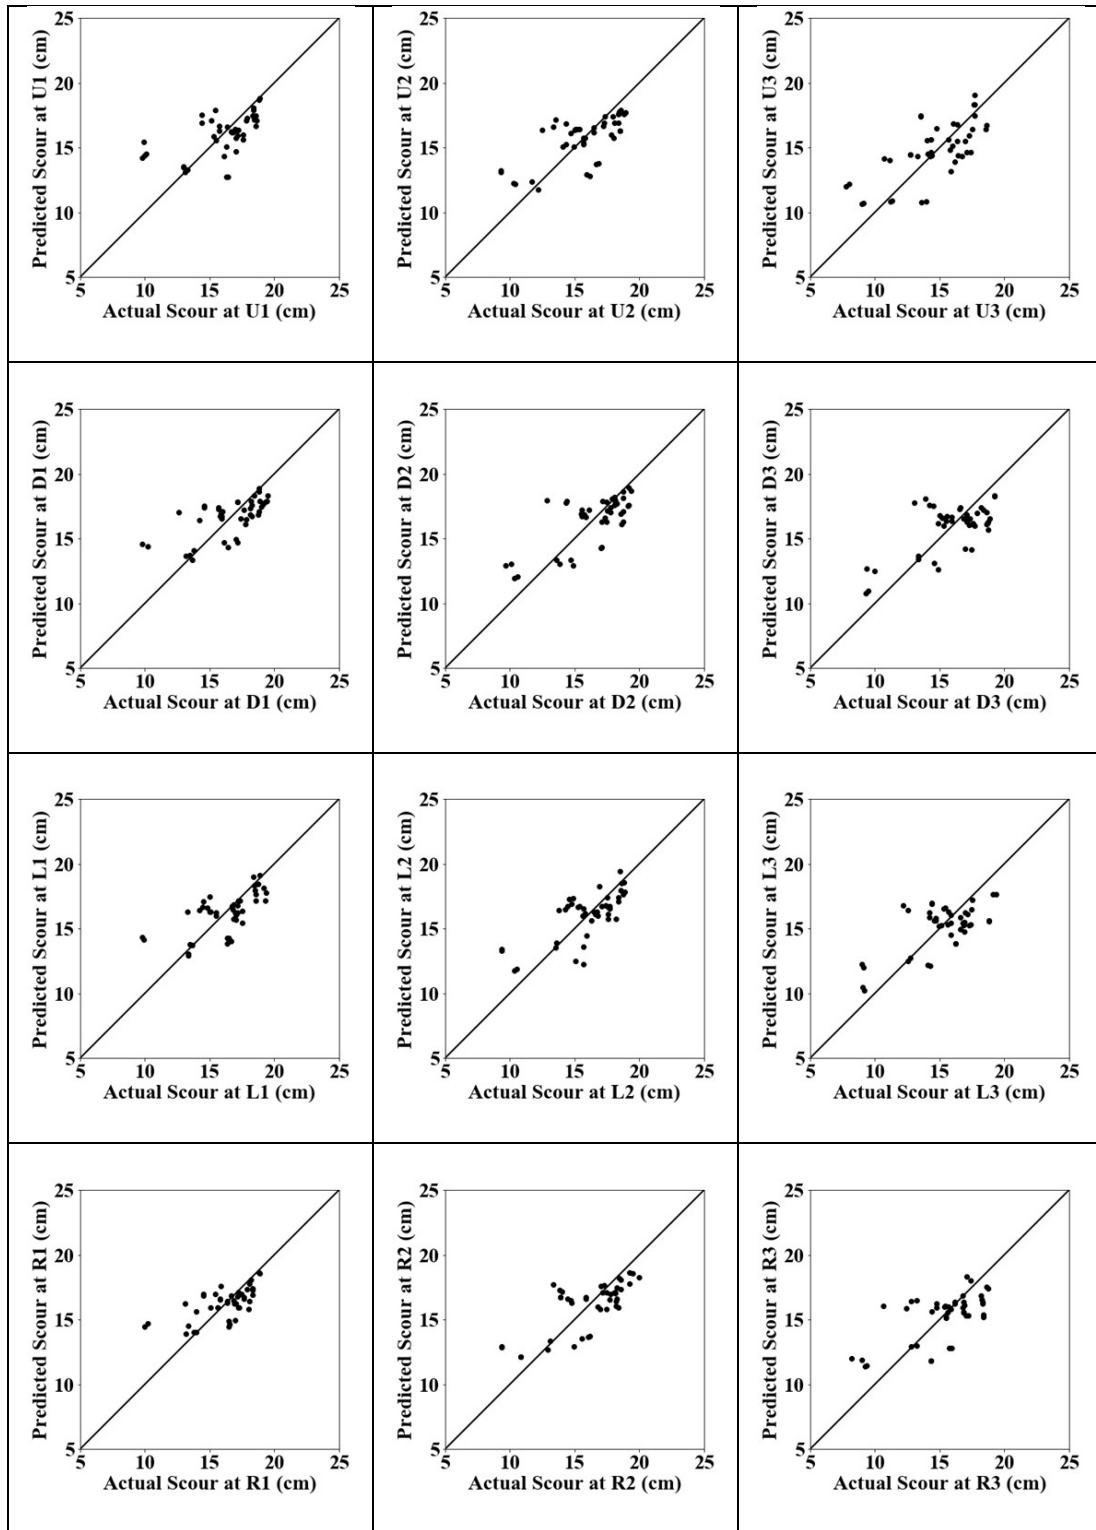 25 25 25
20 20 20
15 15 15
10 10 10
5 5 5
5 10 15 20 25 5 10 15 20 25 5 10 15 20 25
Predicted Scour at U1 (cm) Predicted Scour at U2 (cm) Predicted Scour at U3 (cm)
Actual Scour at U1 (cm) Actual Scour at U2 (cm) Actual Scour at U3 (cm)
25 25 25
20 20 20
15 15 15
10 10 10
5 5 5
5 10 15 20 25 5 10 15 20 25 5 10 15 20 25
Predicted Scour at D1 (cm) Predicted Scour at D2 (cm) Predicted Scour at D3 (cm)
Actual Scour at D1 (cm) Actual Scour at D2 (cm) Actual Scour at D3 (cm)
25 25 25
20 20 20
15 15 15
10 10 10
5 5 5
5 10 15 20 25 5 10 15 20 25 5 10 15 20 25
Predicted Scour at L1 (cm) Predicted Scour at L2 (cm) Predicted Scour at L3 (cm)
Actual Scour at L1 (cm) Actual Scour at L2 (cm) Actual Scour at L3 (cm)
25 25 25
20 20 20
15 15 15
10 10 10
5 5 5
5 10 15 20 25 5 10 15 20 25 5 10 15 20 25
Predicted Scour at R1 (cm) Predicted Scour at R2 (cm) Predicted Scour at R3 (cm)
Actual Scour at R1 (cm) Actual Scour at R2 (cm) Actual Scour at R3 (cm)